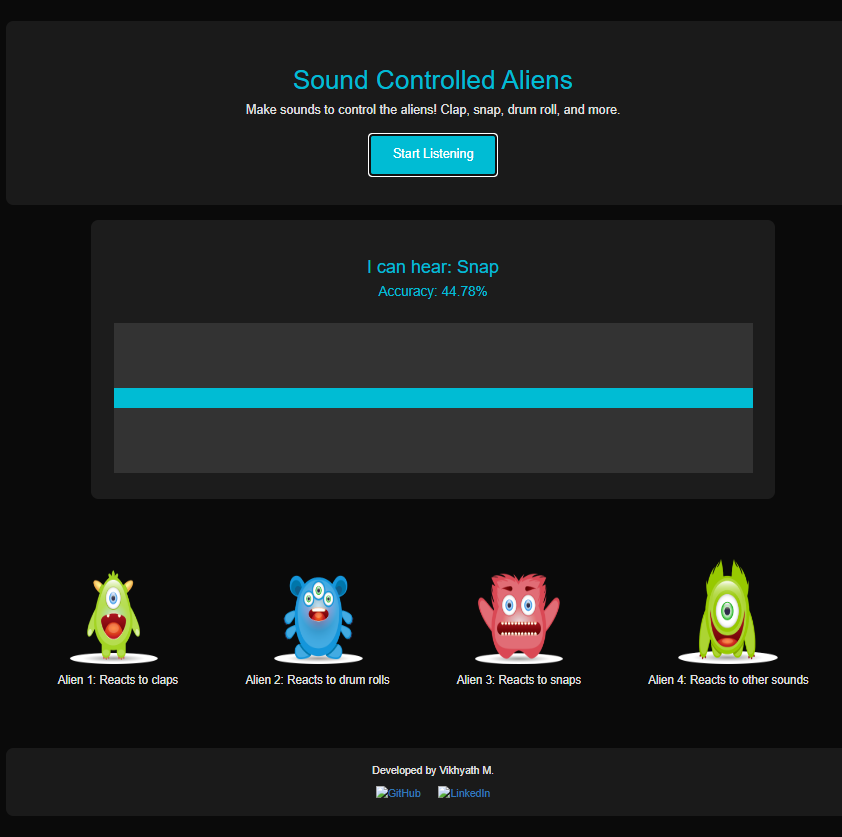 Sound Controlled Aliens
Make sounds to control the aliens! Clap, snap, drum roll, and more.
Start Listening
I can hear: Snap
Accuracy: 44.78%
Alien 1: Reacts to claps
Alien 2: Reacts to drum rolls
Alien 3: Reacts to snaps
Alien 4: Reacts to other sounds
Developed by Vikhyath M.
GitHub LinkedIn